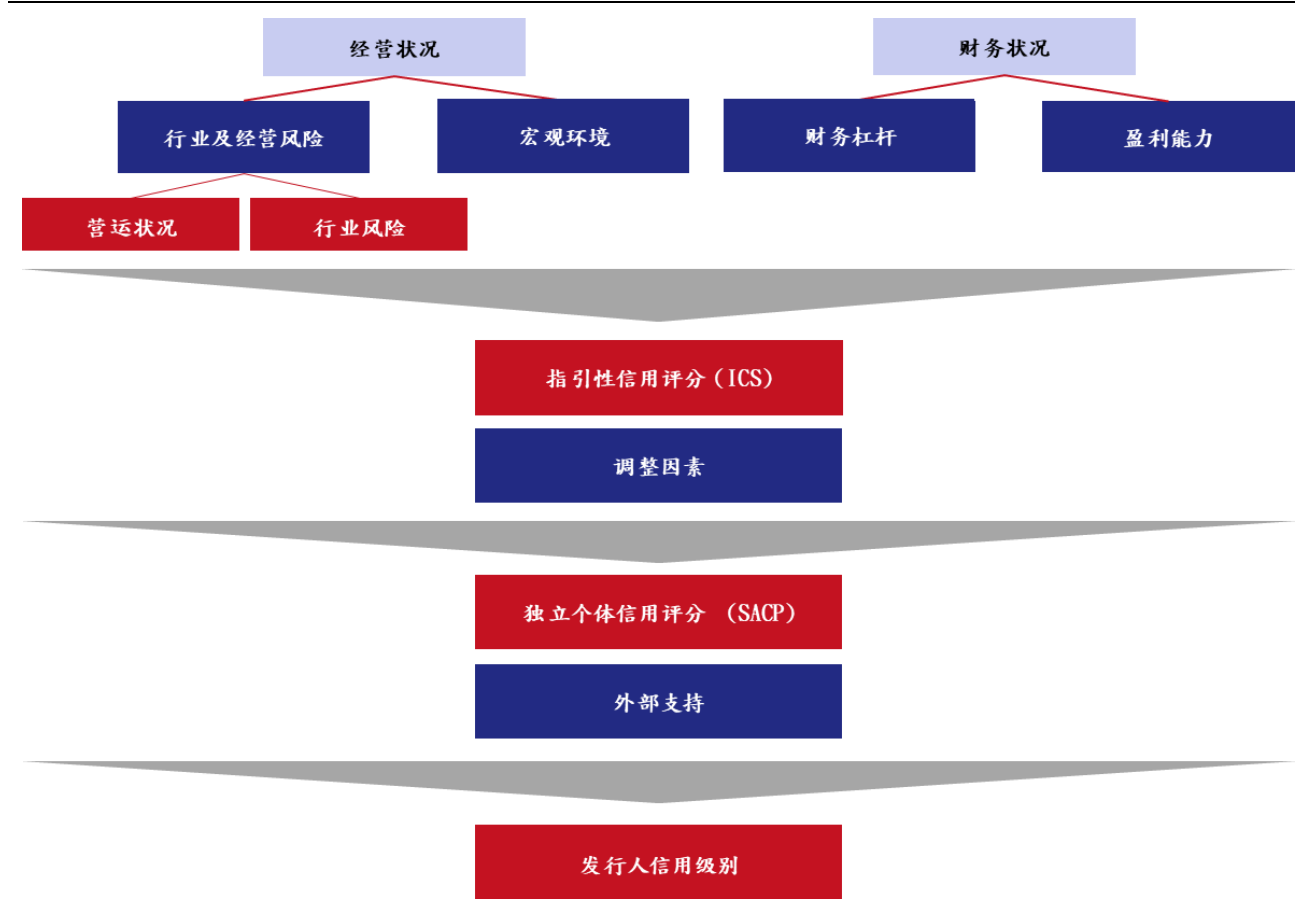 经营状况
财务状况
行业及经营风险
宏观环境
财务杠杆
盈利能力
营运状况
行业风险
指引性信用评分（ICS）
调整因素
独立个体信用评分 （SACP）
外部支持
发行人信用级别